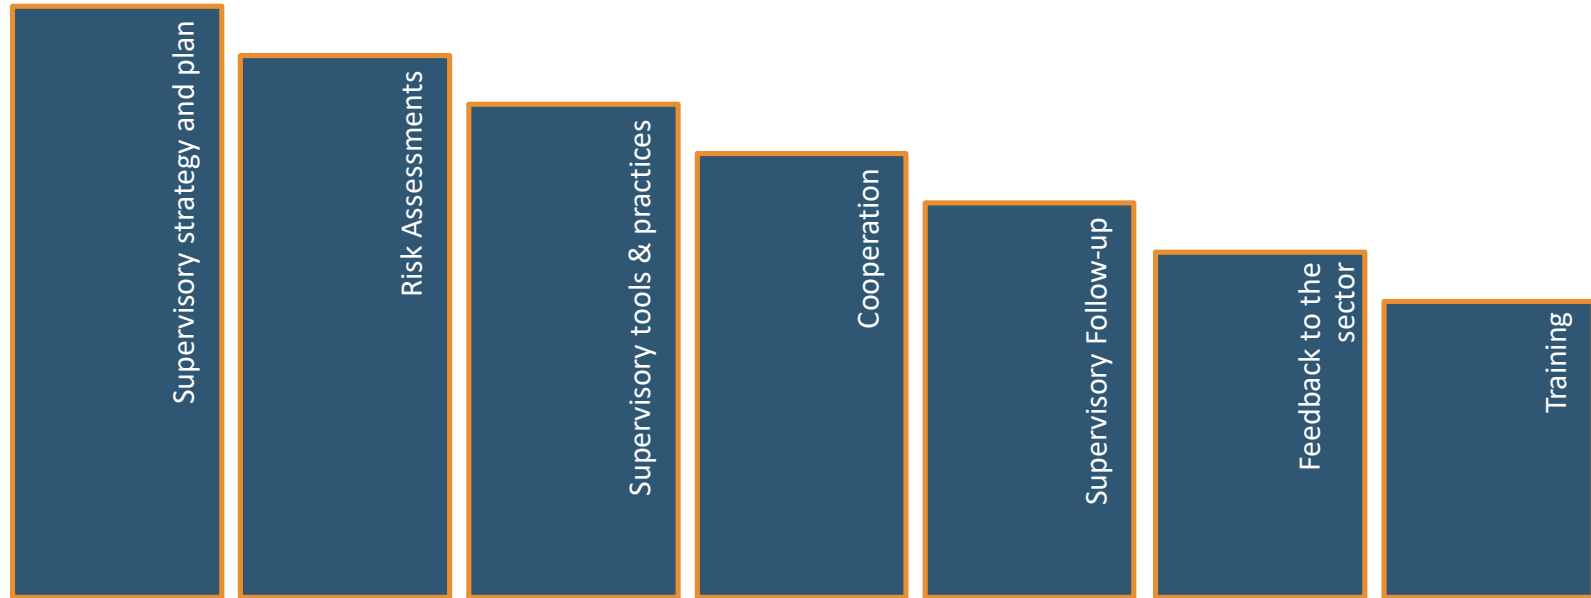 Supervisory strategy and plan
Risk Assessments
Supervisory tools & practices
Cooperation
Supervisory Follow-up
Feedback to the
sector
Training